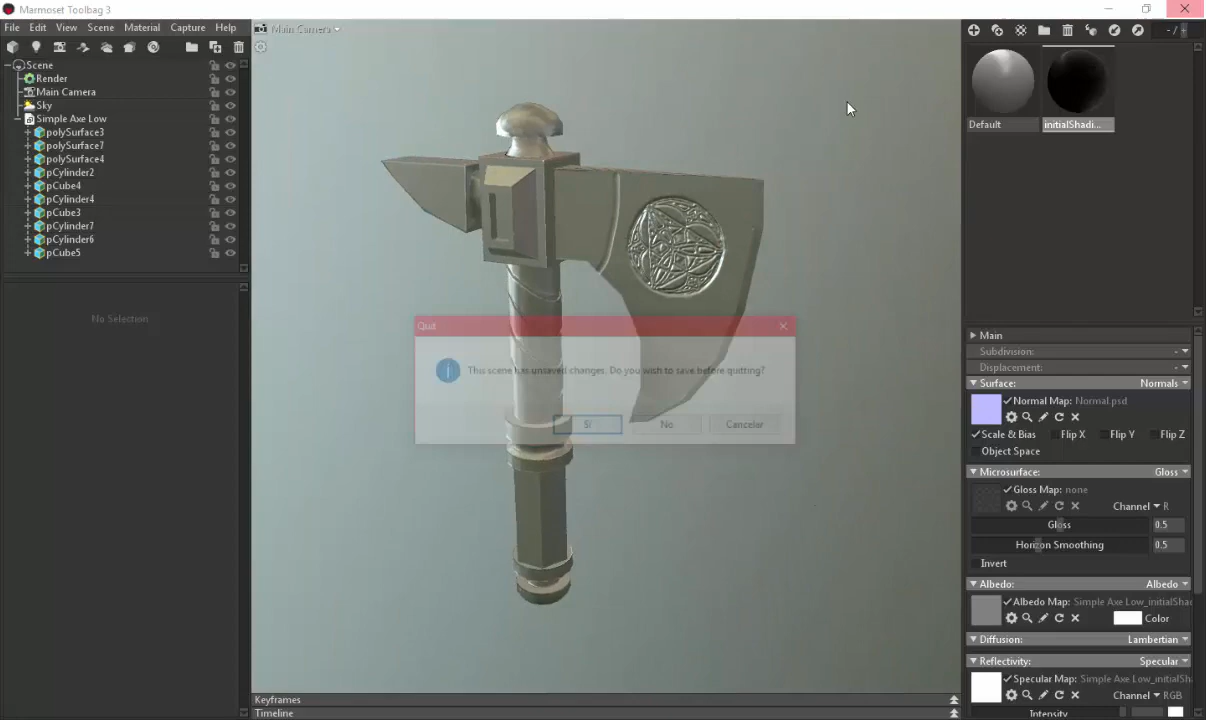 Marmoset Toolbag 3
File Edit View Scene Material Capture Help
Main Camera
- / +
Scene
Render
Main Camera
Sky
Simple Axe Low
polySurface3
polySurface7
polySurface4
pCylinder2
pCube4
pCylinder4
pCube3
pCylinder7
pCylinder6
pCube5
No Selection
Default
initialShadi...
Quit
This scene has unsaved changes. Do you wish to save before quitting?
Sí No Cancelar
Main
Subdivision: -
Displacement: -
Surface: Normals
Normal Map: Normal.psd
Scale & Bias Flip X Flip Y Flip Z
Object Space
Microsurface: Gloss
Gloss Map: none
Channel R
Gloss 0.5
Horizon Smoothing 0.5
Invert
Albedo: Albedo
Albedo Map: Simple Axe Low_initialSha
Color
Diffusion: Lambertian
Reflectivity: Specular
Specular Map: Simple Axe Low_initialSh
Channel RGB
Intensity
Keyframes
Timeline